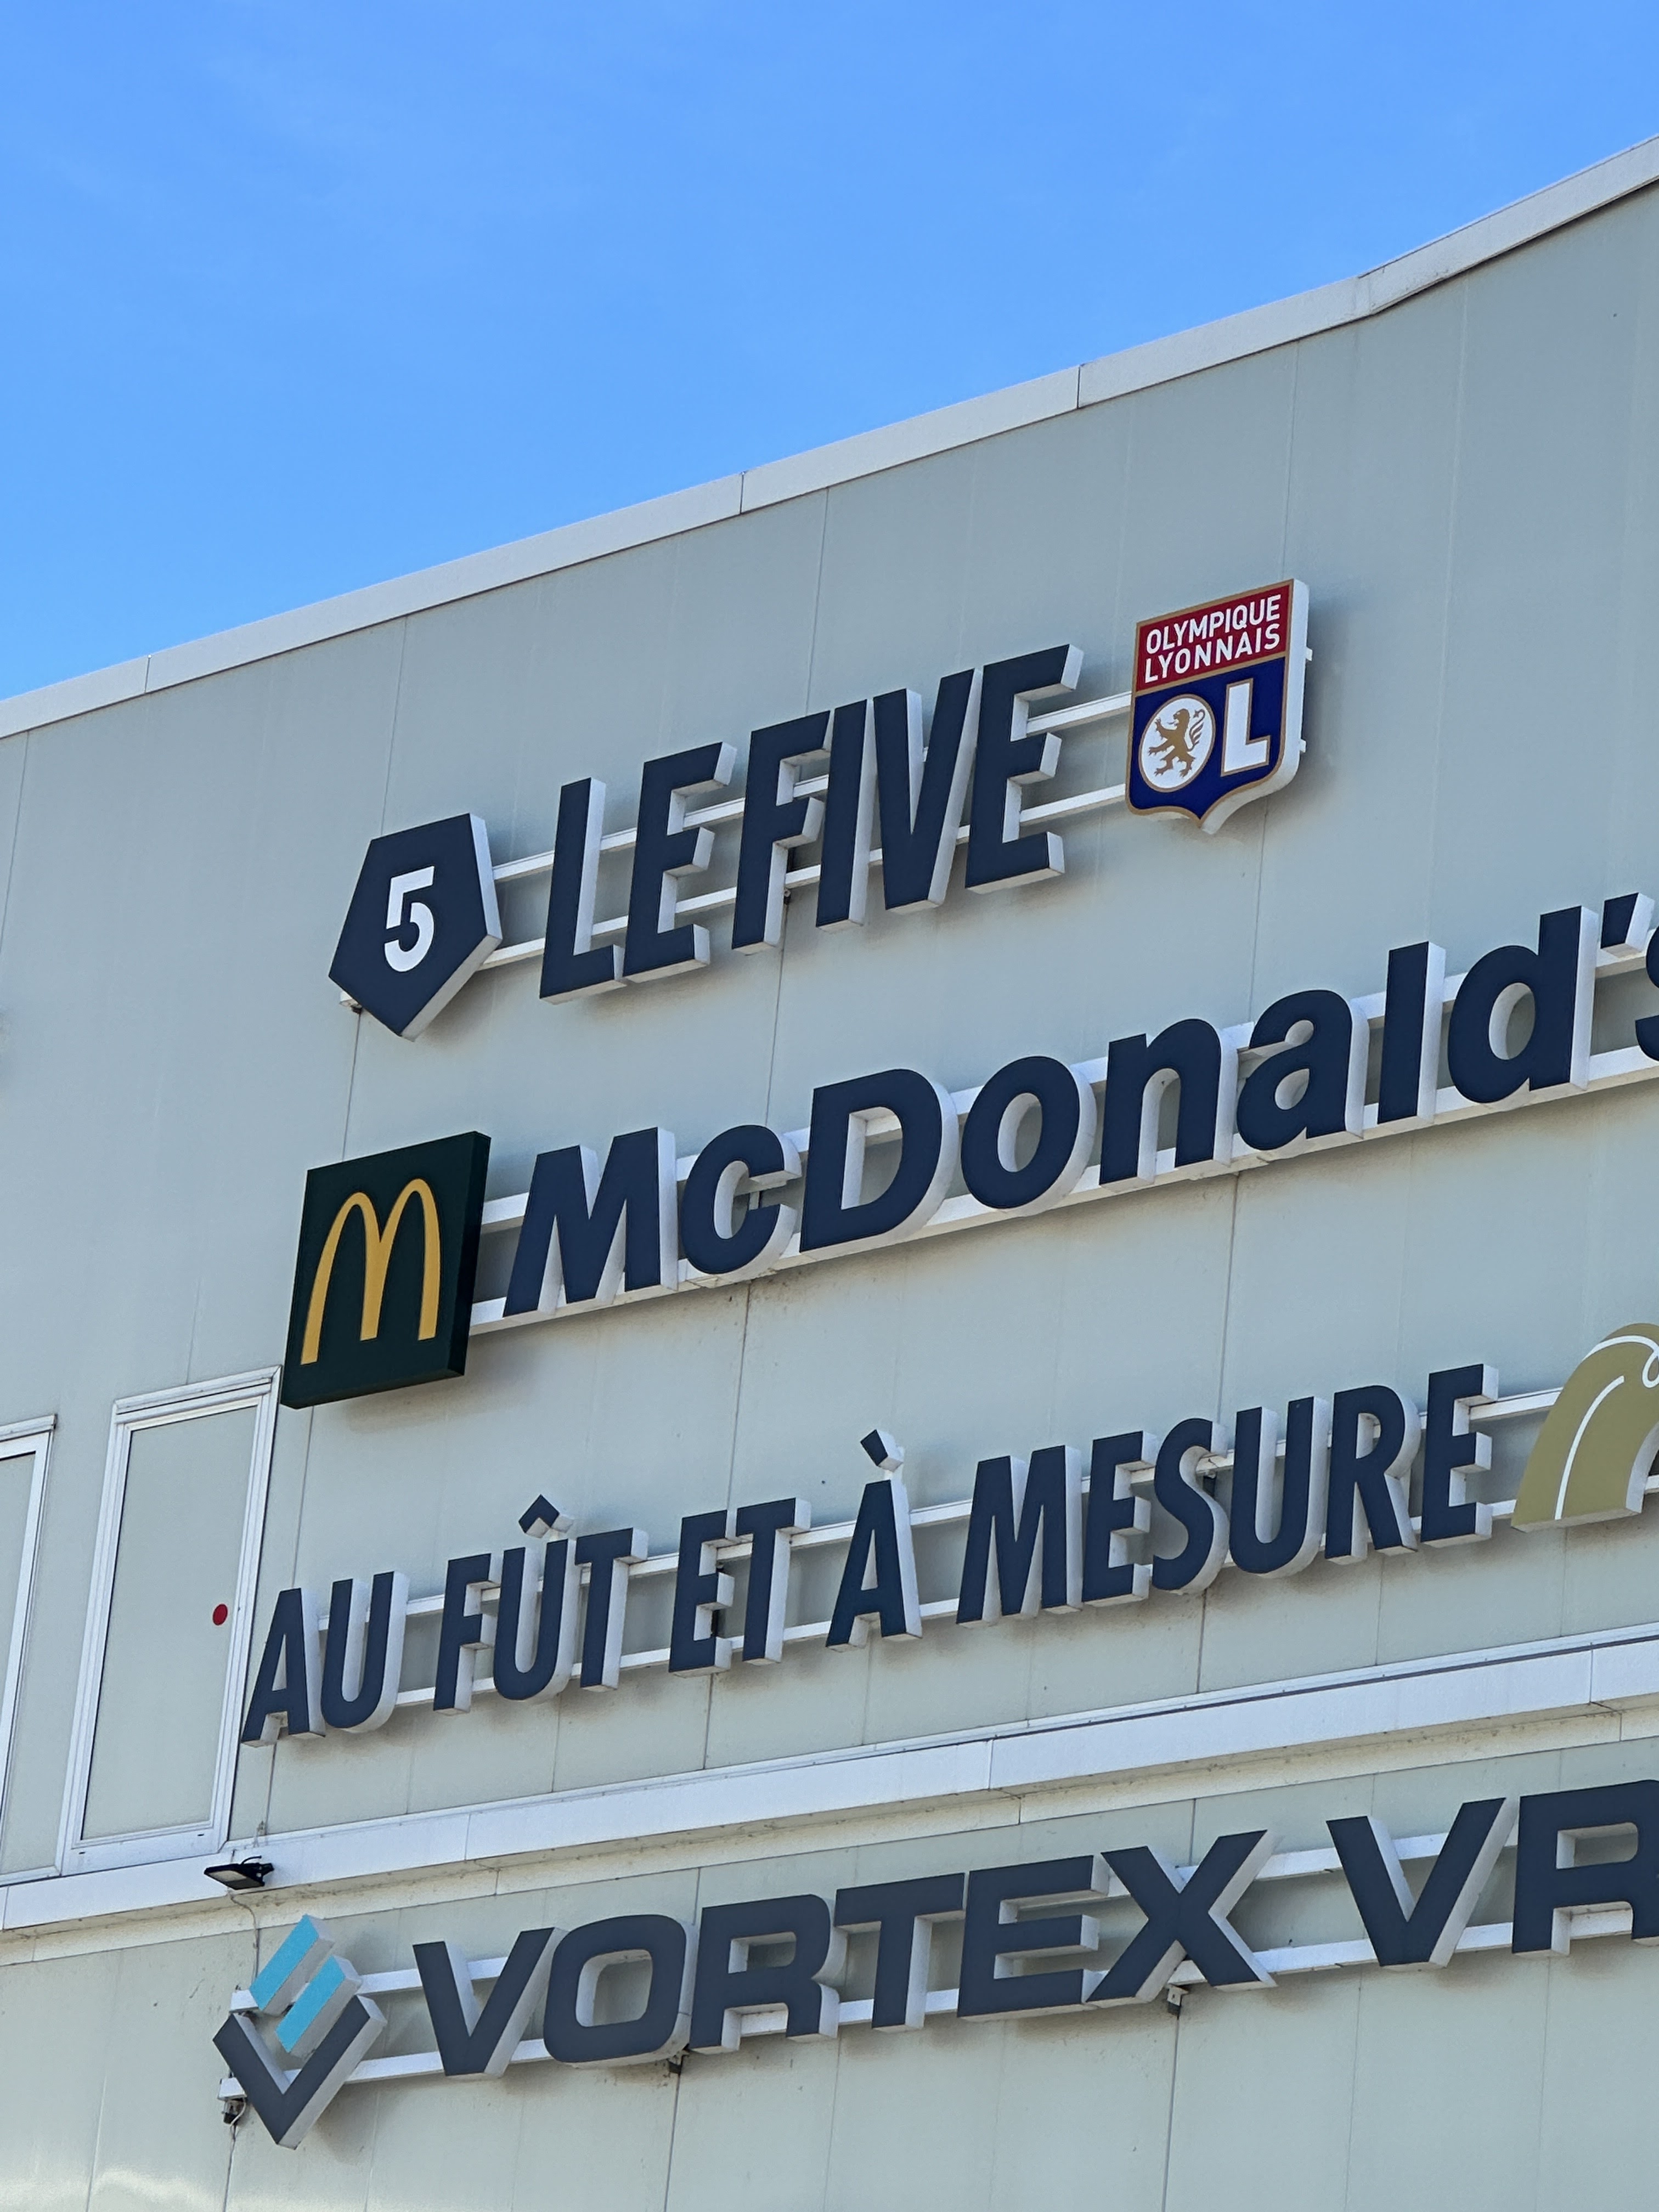 5 LE FIVE
OLYMPIQUE
LYONNAIS
OL
McDonald's
AU FÛT ET À MESURE
VORTEX VR